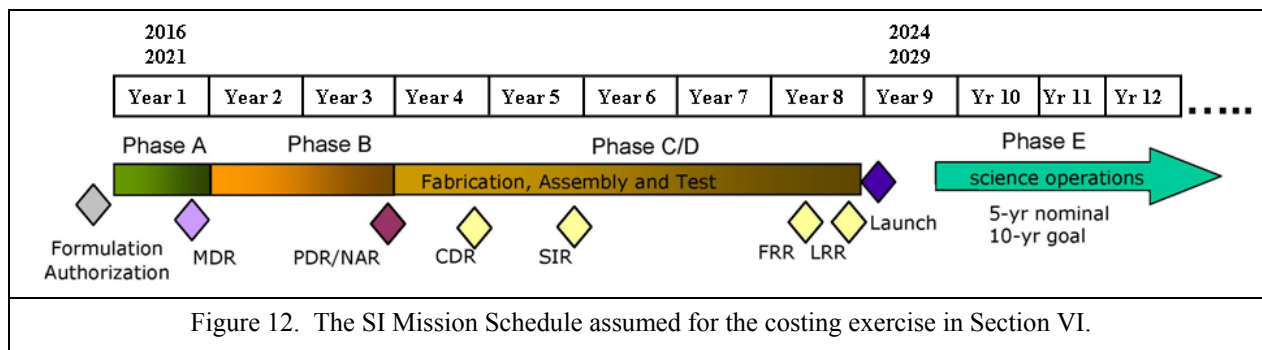 2016 2024
2021 2029
Year 1 Year 2 Year 3 Year 4 Year 5 Year 6 Year 7 Year 8 Year 9 Yr 10 Yr 11 Yr 12 .....
Phase A Phase B Phase C/D Phase E
Fabrication, Assembly and Test science operations
Formulation
Authorization
MDR
PDR/NAR
CDR
SIR
FRR
LRR
Launch
5-yr nominal
10-yr goal
Figure 12. The SI Mission Schedule assumed for the costing exercise in Section VI.